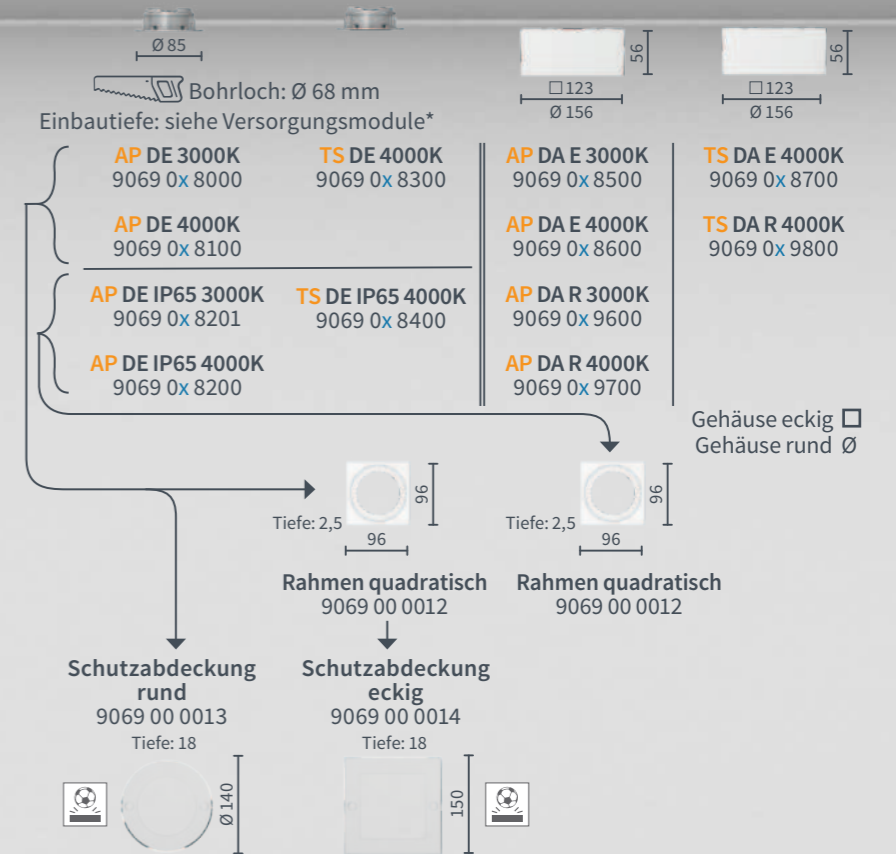 Ø 85
56
56
□ 123
Ø 156
□ 123
Ø 156
Bohrloch: Ø 68 mm
Einbautiefe: siehe Versorgungsmodule*
AP DE 3000K
9069 0x 8000
TS DE 4000K
9069 0x 8300
AP DE 4000K
9069 0x 8100
AP DE IP65 3000K
9069 0x 8201
TS DE IP65 4000K
9069 0x 8400
AP DE IP65 4000K
9069 0x 8200
AP DA E 3000K
9069 0x 8500
AP DA E 4000K
9069 0x 8600
AP DA R 3000K
9069 0x 9600
AP DA R 4000K
9069 0x 9700
TS DA E 4000K
9069 0x 8700
TS DA R 4000K
9069 0x 9800
Gehäuse eckig □
Gehäuse rund Ø
96
Tiefe: 2,5
96
Rahmen quadratisch
9069 00 0012
96
Tiefe: 2,5
96
Rahmen quadratisch
9069 00 0012
Schutzabdeckung
rund
9069 00 0013
Tiefe: 18
Ø 140
Schutzabdeckung
eckig
9069 00 0014
Tiefe: 18
150